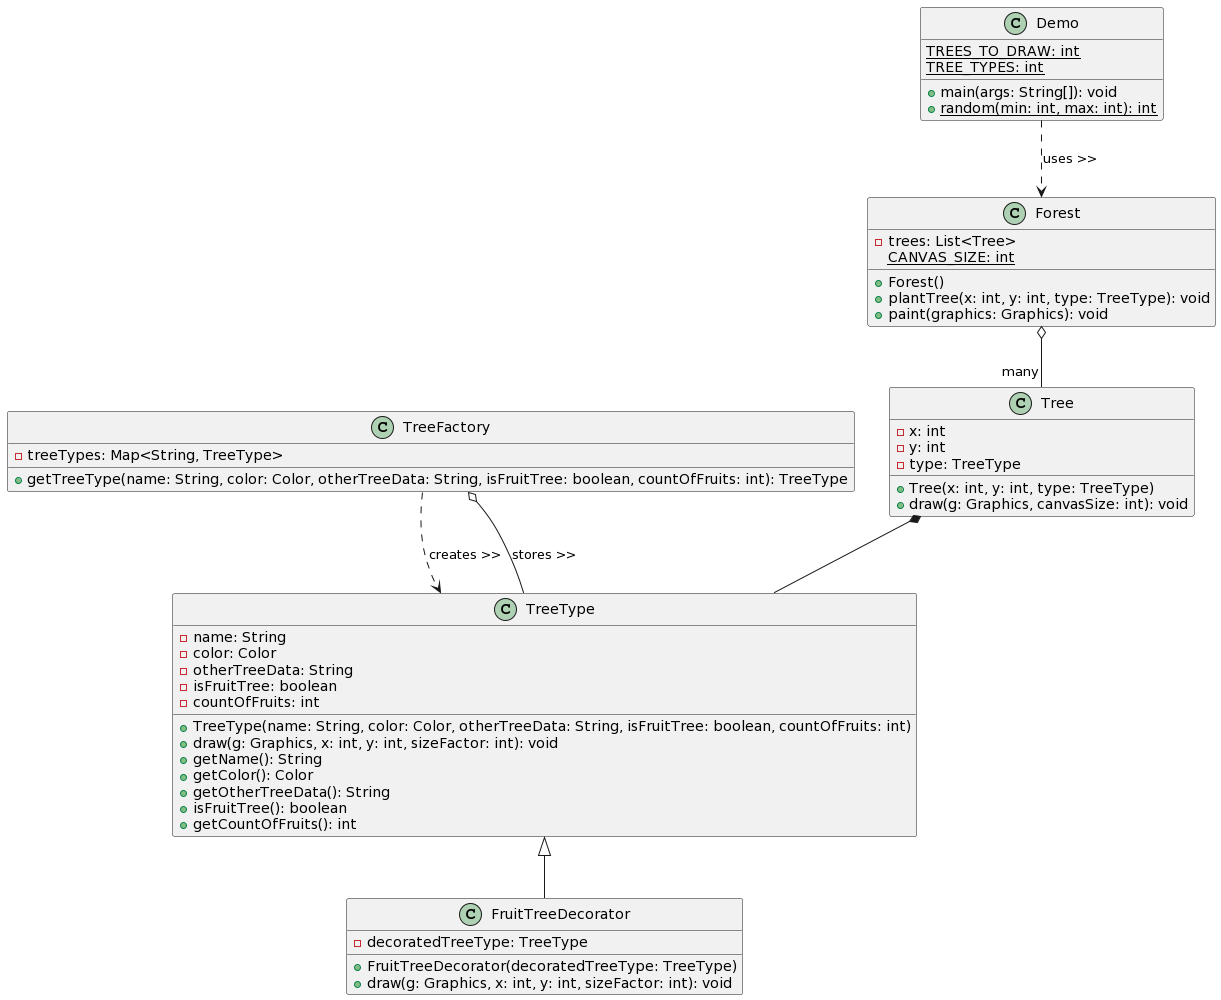 C Demo
TREES_TO_DRAW: int
TREE_TYPES: int
main(args: String[]): void
random(min: int, max: int): int
uses >>
C Forest
trees: List<Tree>
CANVAS_SIZE: int
Forest()
plantTree(x: int, y: int, type: TreeType): void
paint(graphics: Graphics): void
many
C Tree
x: int
y: int
type: TreeType
Tree(x: int, y: int, type: TreeType)
draw(g: Graphics, canvasSize: int): void
C TreeFactory
treeTypes: Map<String, TreeType>
getTreeType(name: String, color: Color, otherTreeData: String, isFruitTree: boolean, countOfFruits: int): TreeType
creates >>
stores >>
C TreeType
name: String
color: Color
otherTreeData: String
isFruitTree: boolean
countOfFruits: int
TreeType(name: String, color: Color, otherTreeData: String, isFruitTree: boolean, countOfFruits: int)
draw(g: Graphics, x: int, y: int, sizeFactor: int): void
getName(): String
getColor(): Color
getOtherTreeData(): String
isFruitTree(): boolean
getCountOfFruits(): int
C FruitTreeDecorator
decoratedTreeType: TreeType
FruitTreeDecorator(decoratedTreeType: TreeType)
draw(g: Graphics, x: int, y: int, sizeFactor: int): void